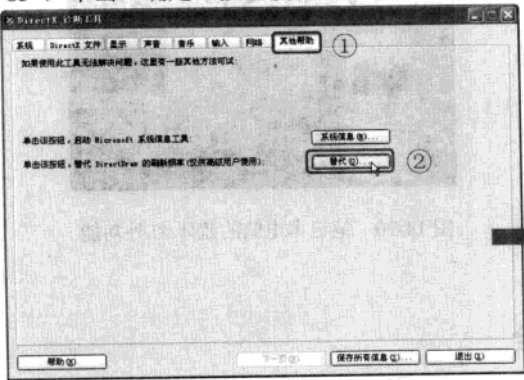 DirectX 诊断工具
系统 DirectX 文件 显示 声音 音乐 输入 网络 其他帮助 ①
如果使用此工具无法解决问题，这里有一些其他方法可试:
单击该按钮，启动 Microsoft 系统信息工具: 系统信息(M)...
单击该按钮，替代 DirectDraw 的刷新频率(仅供高级用户使用): 替代(O)... ②
帮助(H) 下一页(N) 保存所有信息(S)... 退出(X)